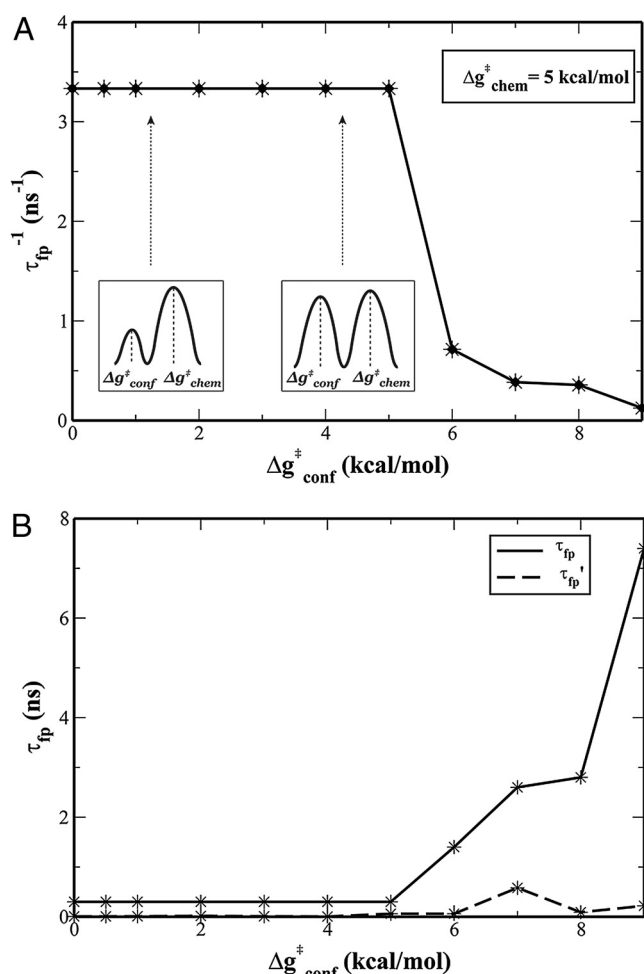 A
4
3
2
1
0
τfp⁻¹ (ns⁻¹)
Δg‡chem = 5 kcal/mol
Δg‡conf Δg‡chem
Δg‡conf Δg‡chem
0 2 4 6 8
Δg‡conf (kcal/mol)
B
8
6
4
2
0
τfp (ns)
τfp
τfp'
0 2 4 6 8
Δg‡conf (kcal/mol)